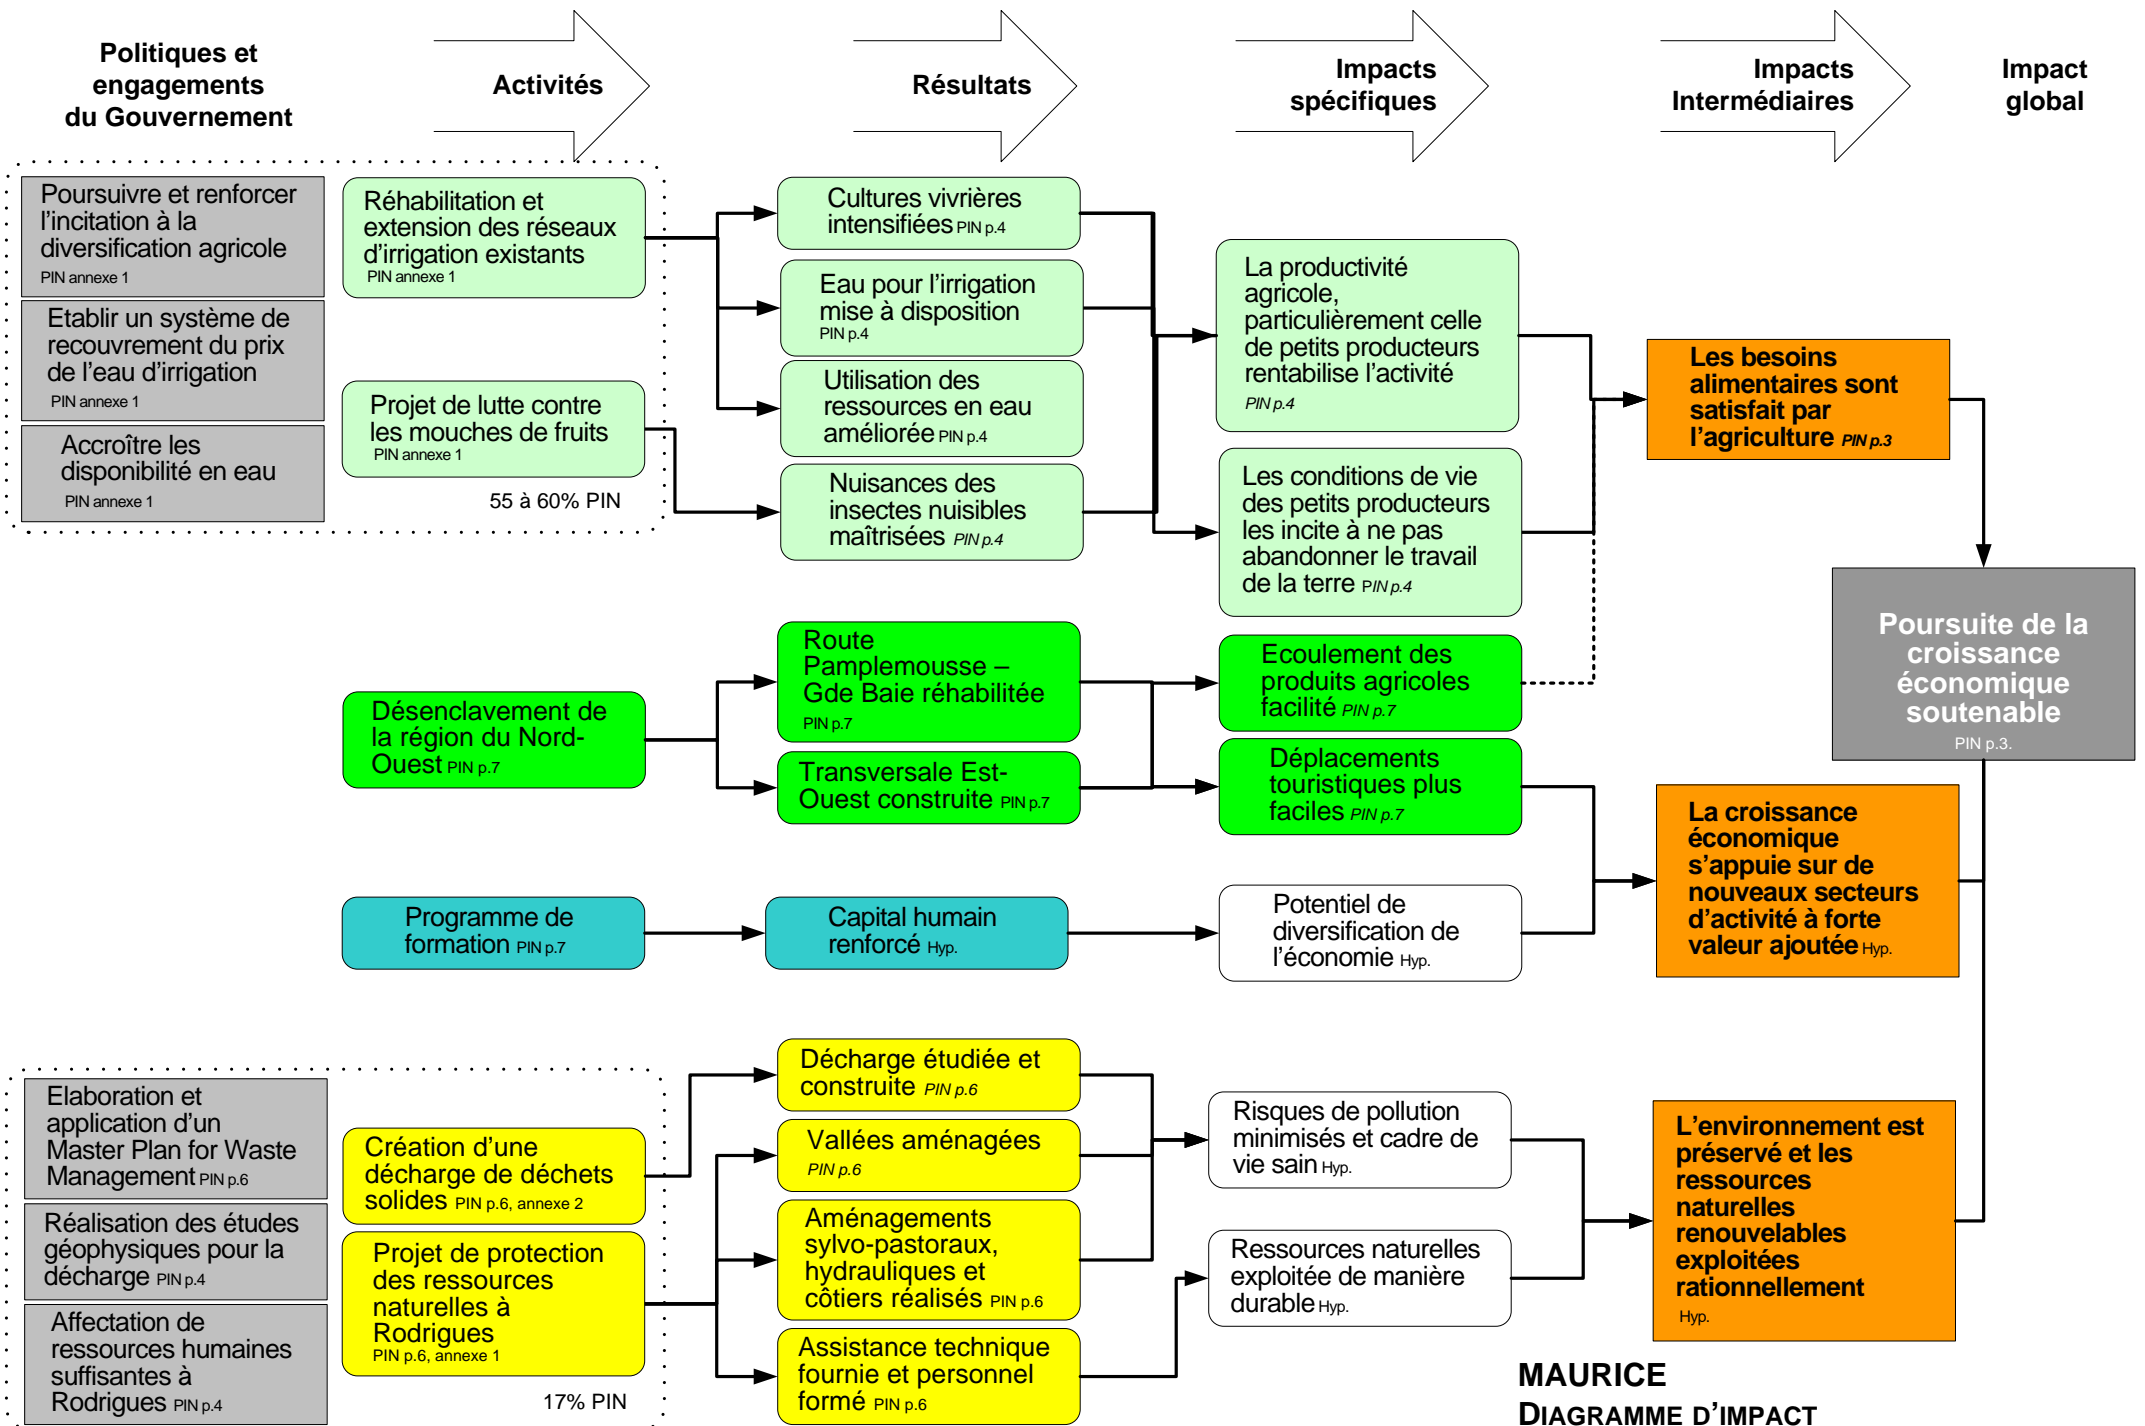 Politiques et
engagements
du Gouvernement
Activités
Résultats
Impacts
spécifiques
Impacts
Intermédiaires
Impact
global
Poursuivre et renforcer
l’incitation à la
diversification agricole
PIN annexe 1
Etablir un système de
recouvrement du prix
de l’eau d’irrigation
PIN annexe 1
Accroître les
disponibilité en eau
PIN annexe 1
Réhabilitation et
extension des réseaux
d’irrigation existants
PIN annexe 1
Projet de lutte contre
les mouches de fruits
PIN annexe 1
55 à 60% PIN
Cultures vivrières
intensifiées PIN p.4
Eau pour l’irrigation
mise à disposition
PIN p.4
Utilisation des
ressources en eau
améliorée PIN p.4
Nuisances des
insectes nuisibles
maîtrisées PIN p.4
La productivité
agricole,
particulièrement celle
de petits producteurs
rentabilise l’activité
PIN p.4
Les conditions de vie
des petits producteurs
les incite à ne pas
abandonner le travail
de la terre PIN p.4
Les besoins
alimentaires sont
satisfait par
l’agriculture PIN p.3
Poursuite de la
croissance
économique
soutenable
PIN p.3.
Désenclavement de
la région du Nord-
Ouest PIN p.7
Route
Pamplemousse –
Gde Baie réhabilitée
PIN p.7
Transversale Est-
Ouest construite PIN p.7
Ecoulement des
produits agricoles
facilité PIN p.7
Déplacements
touristiques plus
faciles PIN p.7
La croissance
économique
s’appuie sur de
nouveaux secteurs
d’activité à forte
valeur ajoutée Hyp.
Programme de
formation PIN p.7
Capital humain
renforcé Hyp.
Potentiel de
diversification de
l’économie Hyp.
Elaboration et
application d’un
Master Plan for Waste
Management PIN p.6
Réalisation des études
géophysiques pour la
décharge PIN p.4
Affectation de
ressources humaines
suffisantes à
Rodrigues PIN p.4
Création d’une
décharge de déchets
solides PIN p.6, annexe 2
Projet de protection
des ressources
naturelles à
Rodrigues
PIN p.6, annexe 1
17% PIN
Décharge étudiée et
construite PIN p.6
Vallées aménagées
PIN p.6
Aménagements
sylvo-pastoraux,
hydrauliques et
côtiers réalisés PIN p.6
Assistance technique
fournie et personnel
formé PIN p.6
Risques de pollution
minimisés et cadre de
vie sain Hyp.
Ressources naturelles
exploitée de manière
durable Hyp.
L’environnement est
préservé et les
ressources
naturelles
renouvelables
exploitées
rationnellement
Hyp.
MAURICE
DIAGRAMME D’IMPACT